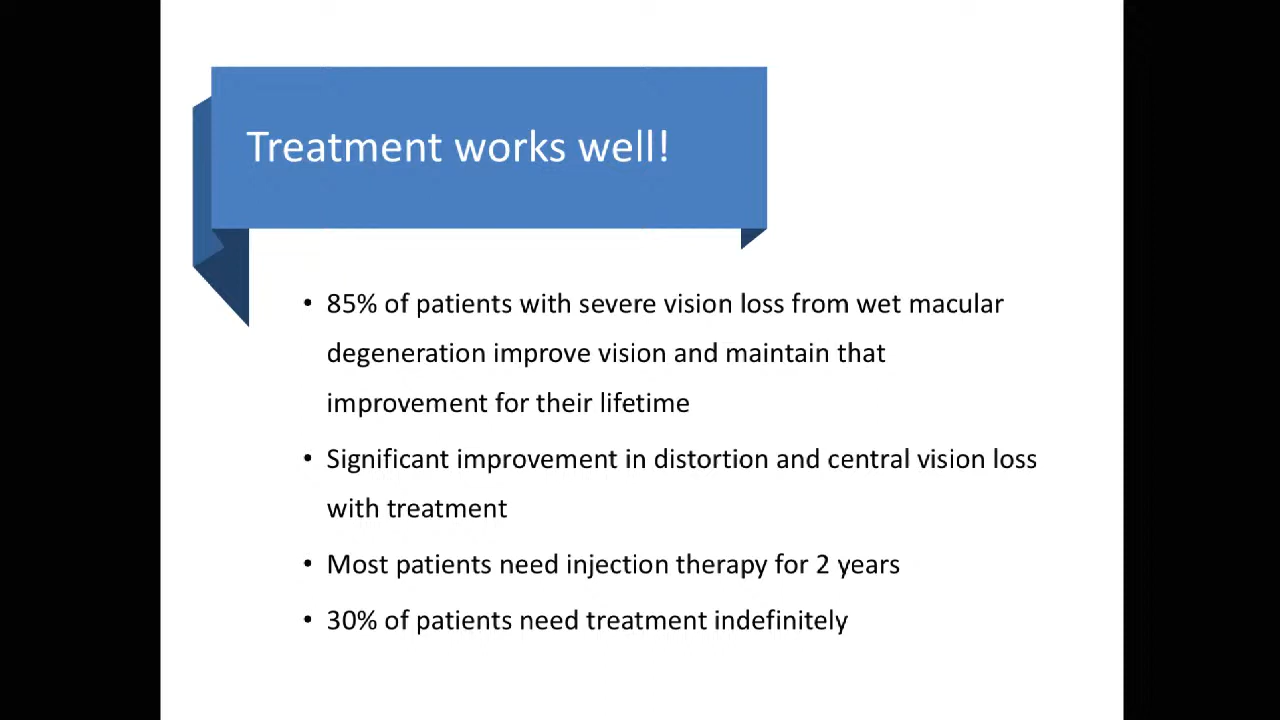 Treatment works well!
• 85% of patients with severe vision loss from wet macular
degeneration improve vision and maintain that
improvement for their lifetime
• Significant improvement in distortion and central vision loss
with treatment
• Most patients need injection therapy for 2 years
• 30% of patients need treatment indefinitely